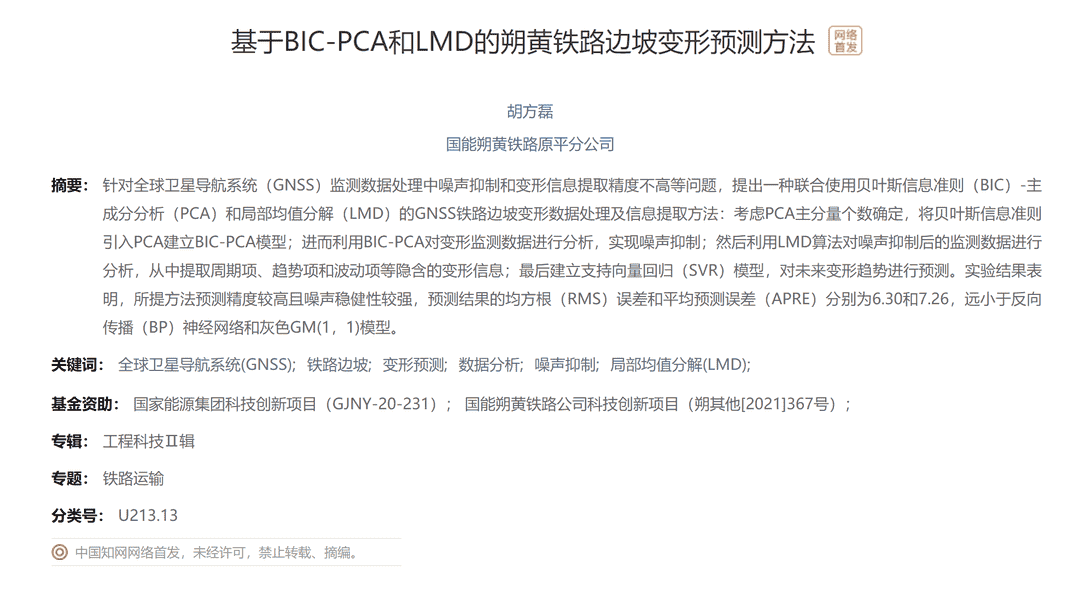 基于BIC-PCA和LMD的朔黄铁路边坡变形预测方法 网络首发
胡方磊
国能朔黄铁路原平分公司
摘要： 针对全球卫星导航系统（GNSS）监测数据处理中噪声抑制和变形信息提取精度不高等问题，提出一种联合使用贝叶斯信息准则（BIC）-主
成分分析（PCA）和局部均值分解（LMD）的GNSS铁路边坡变形数据处理及信息提取方法：考虑PCA主分量个数确定，将贝叶斯信息准则
引入PCA建立BIC-PCA模型；进而利用BIC-PCA对变形监测数据进行分析，实现噪声抑制；然后利用LMD算法对噪声抑制后的监测数据进行
分析，从中提取周期项、趋势项和波动项等隐含的变形信息；最后建立支持向量回归（SVR）模型，对未来变形趋势进行预测。实验结果表
明，所提方法预测精度较高且噪声稳健性较强，预测结果的均方根（RMS）误差和平均预测误差（APRE）分别为6.30和7.26，远小于反向
传播（BP）神经网络和灰色GM(1，1)模型。
关键词： 全球卫星导航系统(GNSS); 铁路边坡; 变形预测; 数据分析; 噪声抑制; 局部均值分解(LMD);
基金资助： 国家能源集团科技创新项目（GJNY-20-231）； 国能朔黄铁路公司科技创新项目（朔其他[2021]367号）；
专辑： 工程科技Ⅱ辑
专题： 铁路运输
分类号： U213.13
中国知网网络首发，未经许可，禁止转载、摘编。